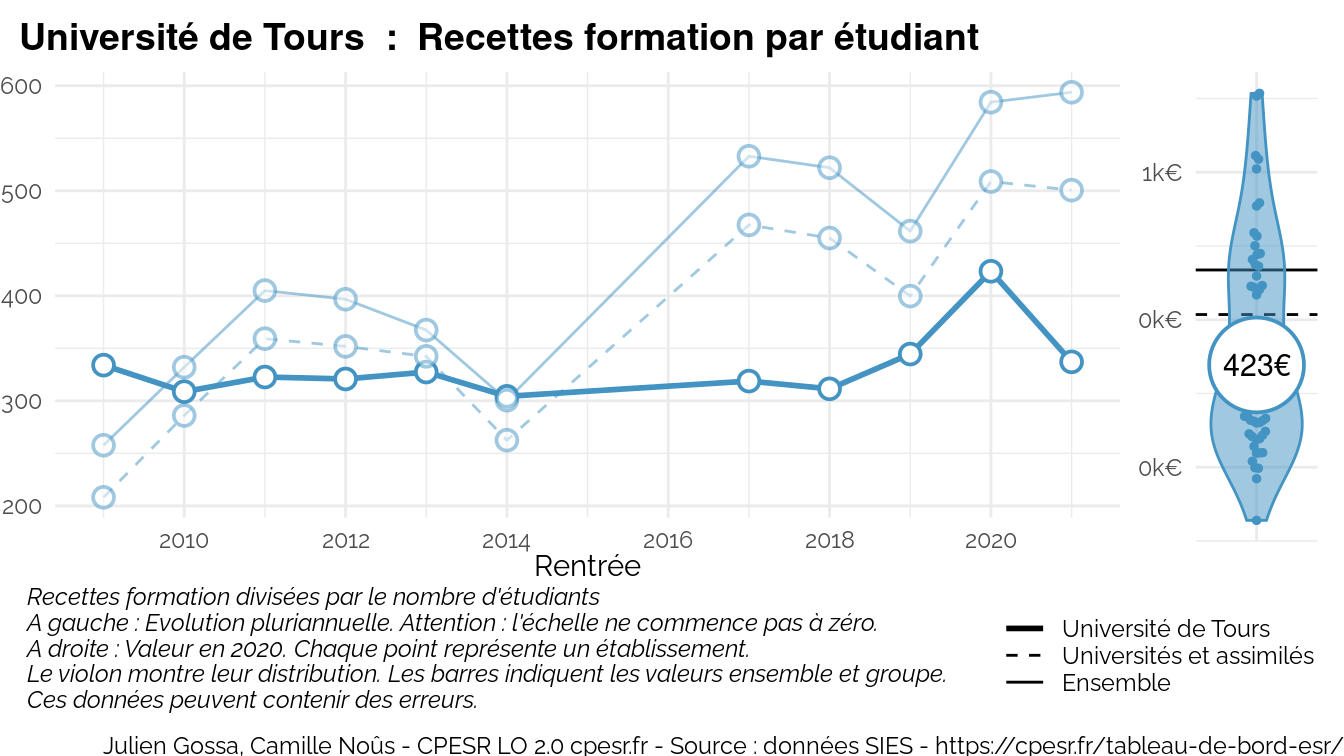 Université de Tours : Recettes formation par étudiant
600
500
400
300
200
2010 2012 2014 2016 2018 2020
Rentrée
1k€
0k€
0k€
423€
Recettes formation divisées par le nombre d'étudiants
A gauche : Evolution pluriannuelle. Attention : l'échelle ne commence pas à zéro.
A droite : Valeur en 2020. Chaque point représente un établissement.
Le violon montre leur distribution. Les barres indiquent les valeurs ensemble et groupe.
Ces données peuvent contenir des erreurs.
Université de Tours
Universités et assimilés
Ensemble
Julien Gossa, Camille Noûs - CPESR LO 2.0 cpesr.fr - Source : données SIES - https://cpesr.fr/tableau-de-bord-esr/